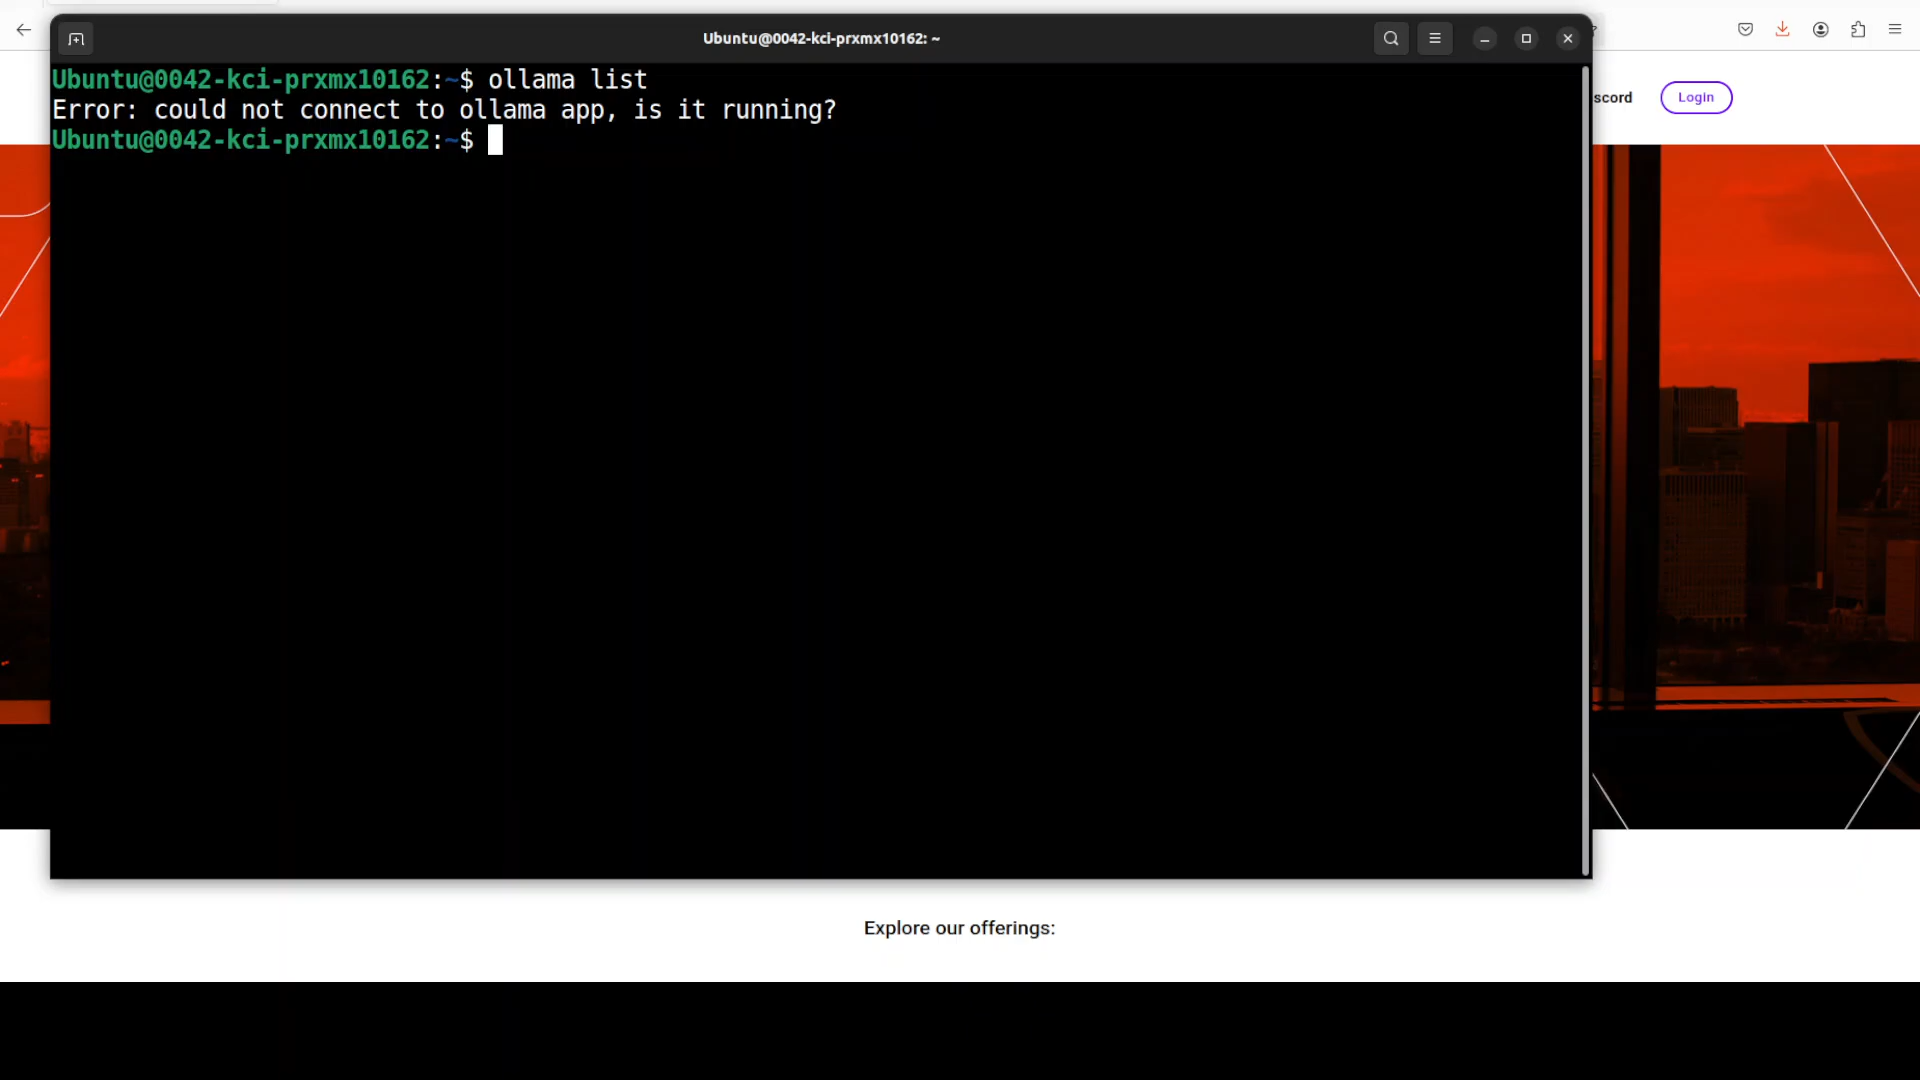 Ubuntu@0042-kci-prxmx10162: ~
Ubuntu@0042-kci-prxmx10162:~$ ollama list
Error: could not connect to ollama app, is it running?
Ubuntu@0042-kci-prxmx10162:~$
scord
Login
Explore our offerings: